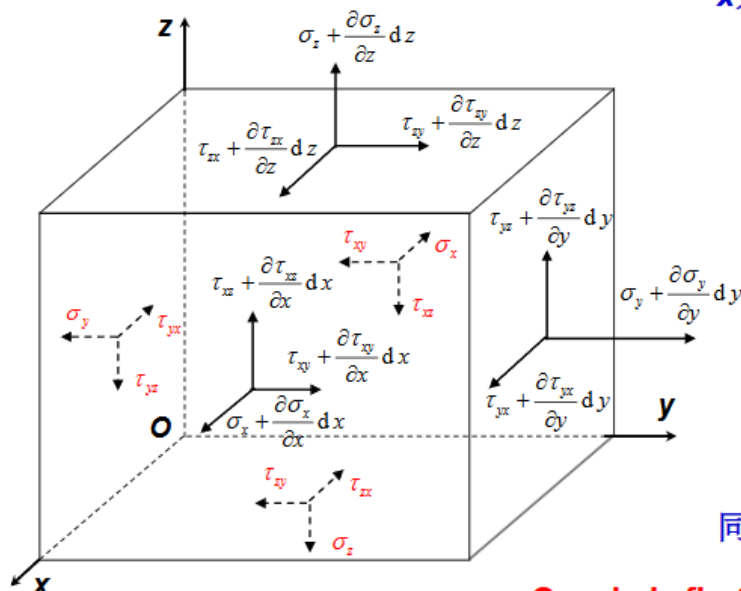 x
z
σ_z + ∂σ_z/∂z dz
τ_zx + ∂τ_zx/∂z dz
τ_zy + ∂τ_zy/∂z dz
τ_yz + ∂τ_yz/∂y dy
τ_xy
σ_x
τ_xz
τ_xz + ∂τ_xz/∂x dx
σ_y + ∂σ_y/∂y dy
σ_y
τ_yx
τ_yz
τ_xy + ∂τ_xy/∂x dx
σ_x + ∂σ_x/∂x dx
τ_yx + ∂τ_yx/∂y dy
O
y
τ_zy
τ_zx
σ_z
同
x